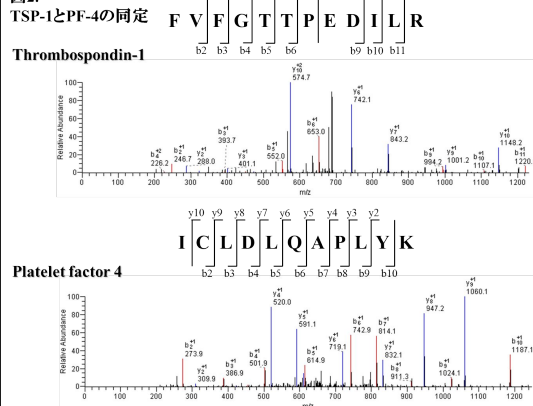 TSP-1とPF-4の同定
F V F G T T P E D I L R
b2 b3 b4 b5 b6 b9 b10 b11
Thrombospondin-1
Relative Abundance
100
80
60
40
20
0
y10+2
574.7
y6+1
742.1
b6+1
653.0
y7+1
843.2
y10+1
1148.2
b4+2
226.2
b2+1
246.7
y2+1
288.0
b3+1
393.7
y3+1
401.1
b5+1
552.0
b9+1
994.2
y9+1
1001.2
b10+1
1107.1
b11+1
1220.
0 100 200 300 400 500 600 700 800 900 1000 1100 1200
m/z
y10 y9 y8 y7 y6 y5 y4 y3 y2
I C L D L Q A P L Y K
b2 b3 b4 b5 b6 b7 b8 b9 b10
Platelet factor 4
Relative Abundance
100
80
60
40
20
0
b2+1
273.9
y2+1
309.9
b3+1
386.9
b4+1
501.9
y4+1
520.0
y5+1
591.1
b5+1
614.9
y6+1
719.1
b6+1
742.9
b7+1
814.1
y7+1
832.1
b8+1
911.3
y8+1
947.2
b9+1
1024.1
y9+1
1060.1
b10+1
1187.1
0 100 200 300 400 500 600 700 800 900 1000 1100 1200